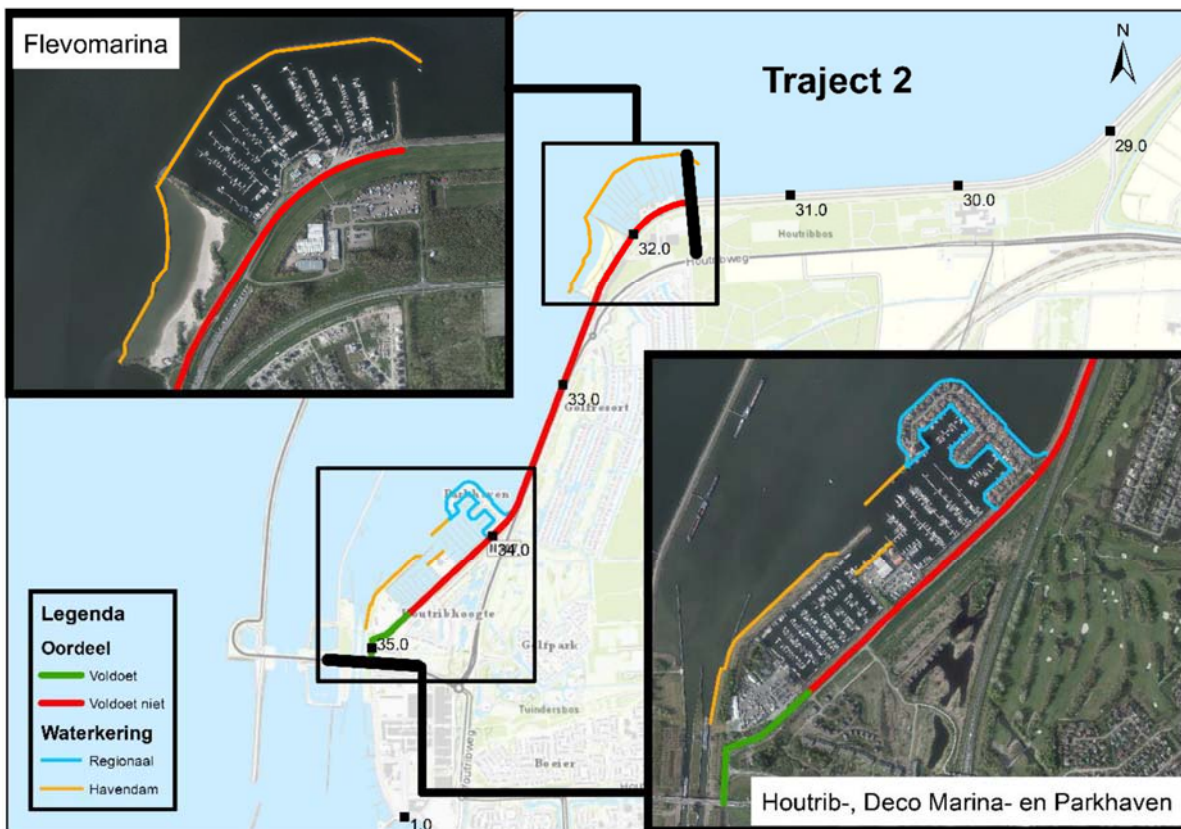 Flevomarina
Traject 2
N
29.0
30.0
31.0
Houtribbos
32.0
Houtribweg
33.0
Golfresort
Parkhaven
34.0
Houtribhoogte
35.0
Golfpark
Tuindersbos
Boeier
1.0
Legenda
Oordeel
Voldoet
Voldoet niet
Waterkering
Regionaal
Havendam
Houtrib-, Deco Marina- en Parkhaven